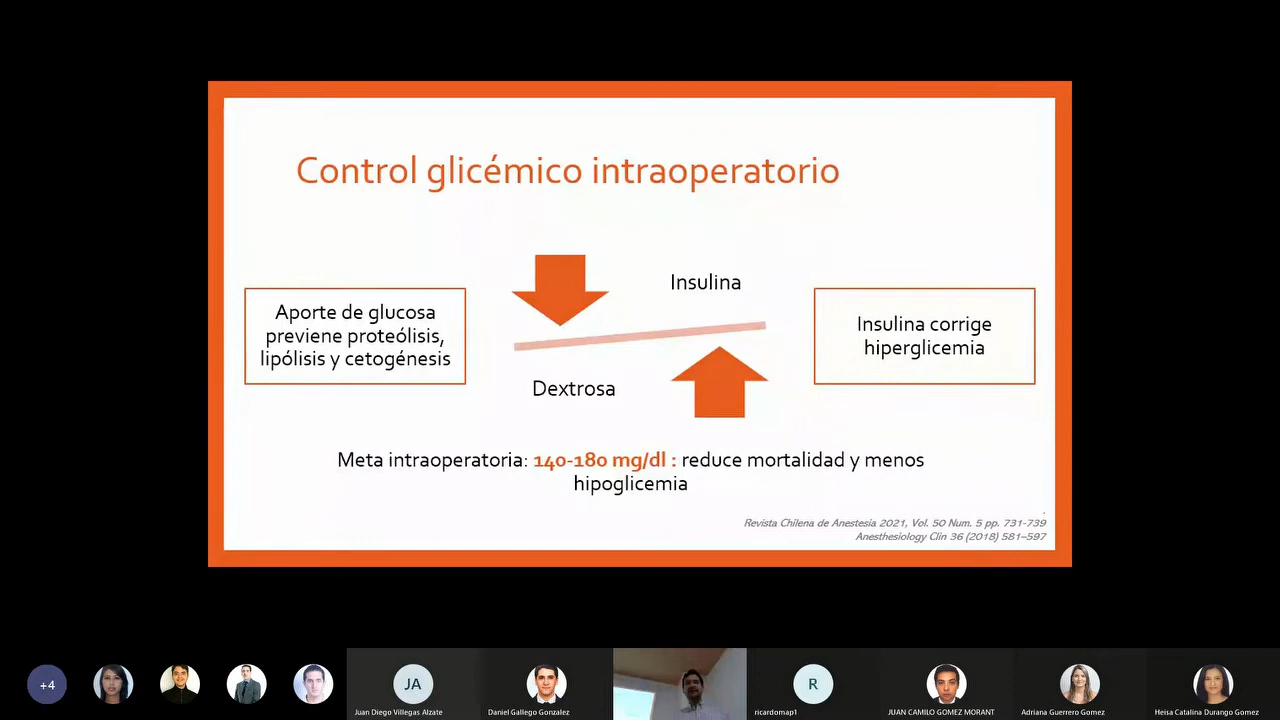 Control glicémico intraoperatorio
Aporte de glucosa
previene proteólisis,
lipólisis y cetogénesis
Insulina
Dextrosa
Insulina corrige
hiperglicemia
Meta intraoperatoria: 140-180 mg/dl : reduce mortalidad y menos
hipoglicemia
.
Revista Chilena de Anestesia 2021, Vol. 50 Num. 5 pp. 731-739
Anesthesiology Clin 36 (2018) 581–597
+4
JA
Juan Diego Villegas Alzate
Daniel Gallego Gonzalez
R
ricardomap1
JUAN CAMILO GOMEZ MORANT
Adriana Guerrero Gomez
Heisa Catalina Durango Gomez